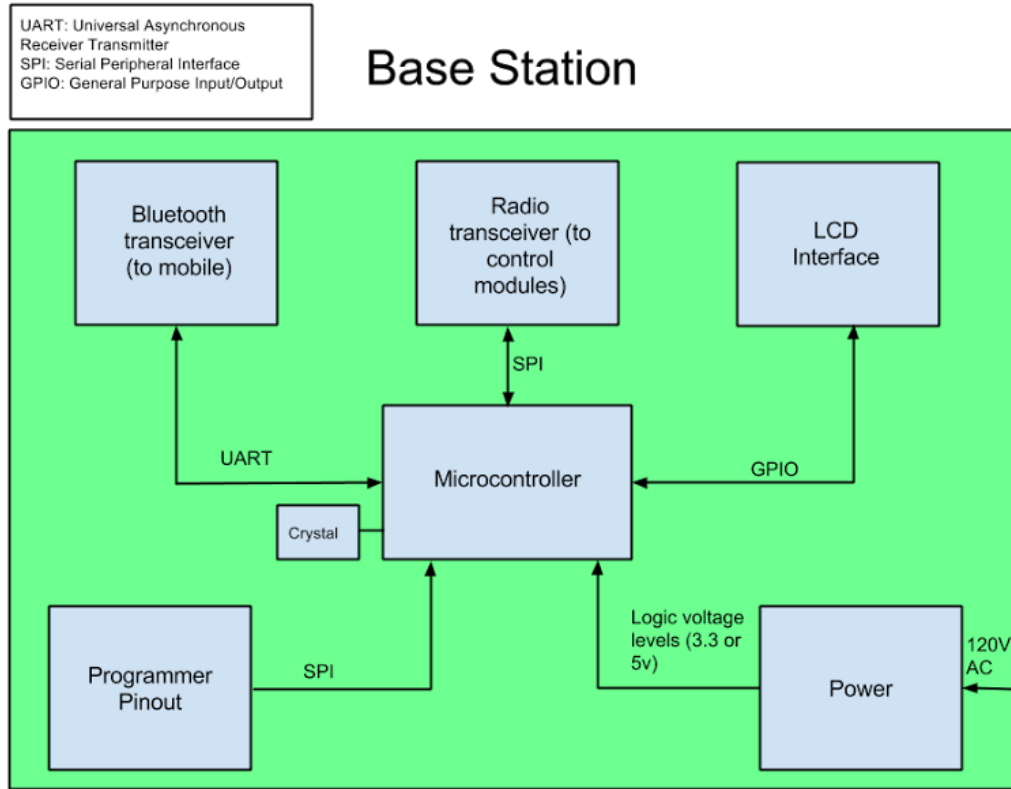 UART: Universal Asynchronous
Receiver Transmitter
SPI: Serial Peripheral Interface
GPIO: General Purpose Input/Output
Base Station
Bluetooth
transceiver
(to mobile)
Radio
transceiver (to
control
modules)
LCD
Interface
SPI
UART
Microcontroller
GPIO
Crystal
Programmer
Pinout
SPI
Logic voltage
levels (3.3 or
5v)
Power
120V
AC